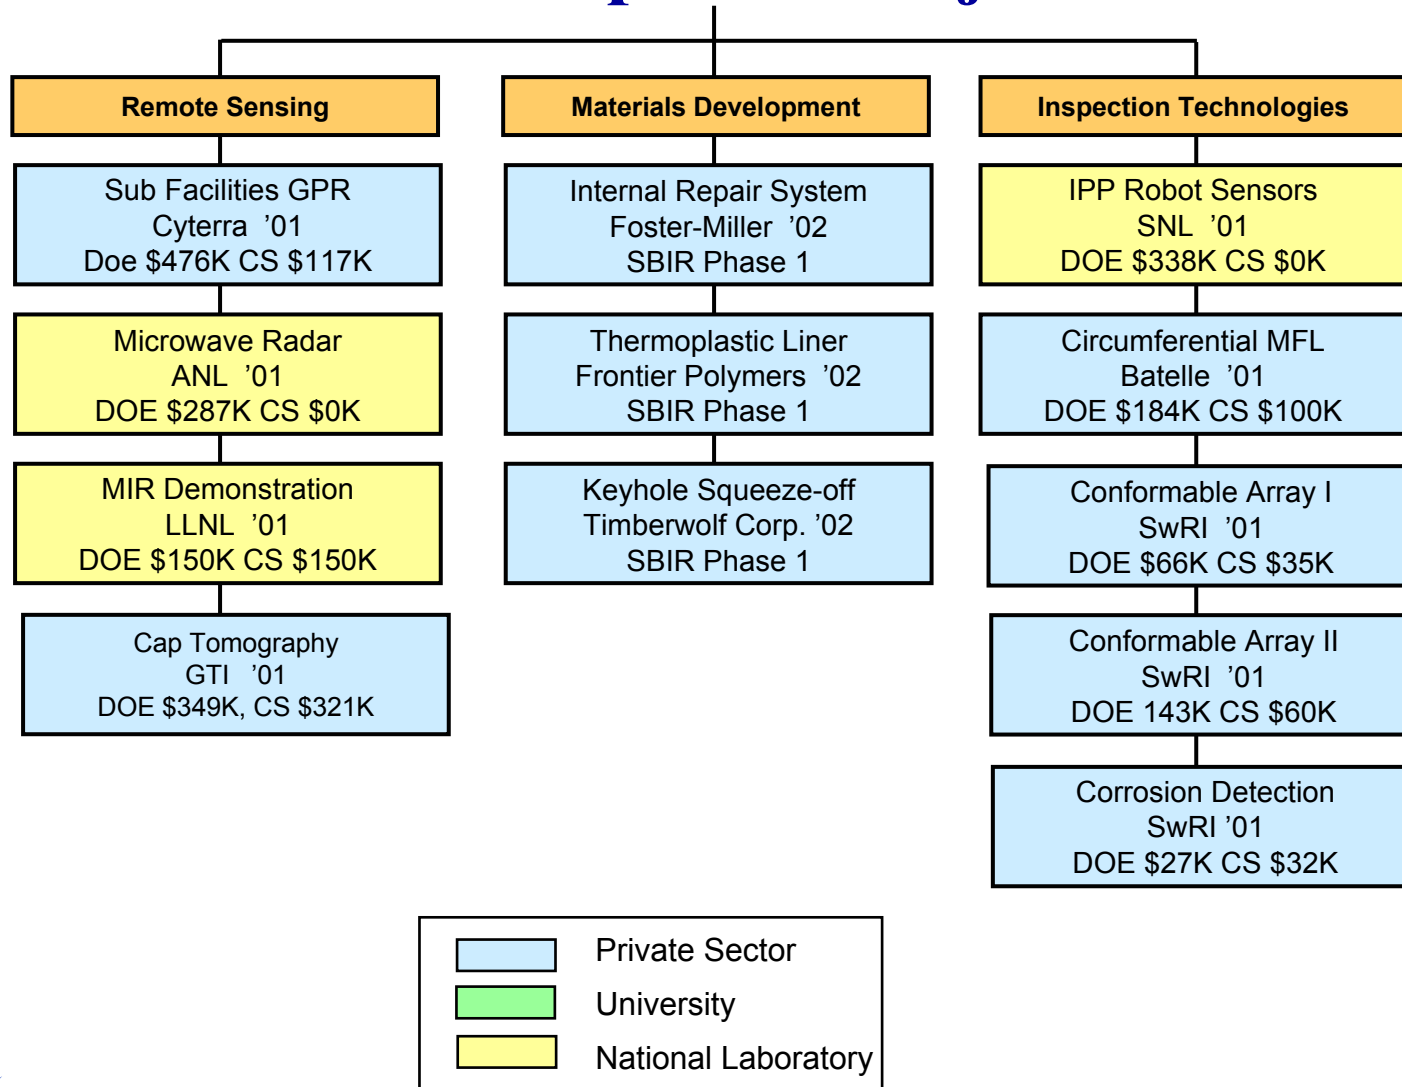 Remote Sensing
Sub Facilities GPR
Cyterra '01
Doe $476K CS $117K
Microwave Radar
ANL '01
DOE $287K CS $0K
MIR Demonstration
LLNL '01
DOE $150K CS $150K
Cap Tomography
GTI '01
DOE $349K, CS $321K
Materials Development
Internal Repair System
Foster-Miller '02
SBIR Phase 1
Thermoplastic Liner
Frontier Polymers '02
SBIR Phase 1
Keyhole Squeeze-off
Timberwolf Corp. '02
SBIR Phase 1
Inspection Technologies
IPP Robot Sensors
SNL '01
DOE $338K CS $0K
Circumferential MFL
Batelle '01
DOE $184K CS $100K
Conformable Array I
SwRI '01
DOE $66K CS $35K
Conformable Array II
SwRI '01
DOE 143K CS $60K
Corrosion Detection
SwRI '01
DOE $27K CS $32K
Private Sector
University
National Laboratory